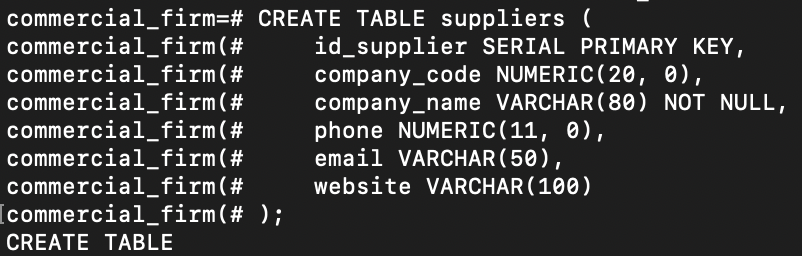 commercial_firm=# CREATE TABLE suppliers (
commercial_firm(#     id_supplier SERIAL PRIMARY KEY,
commercial_firm(#     company_code NUMERIC(20, 0),
commercial_firm(#     company_name VARCHAR(80) NOT NULL,
commercial_firm(#     phone NUMERIC(11, 0),
commercial_firm(#     email VARCHAR(50),
commercial_firm(#     website VARCHAR(100)
commercial_firm(# );
CREATE TABLE